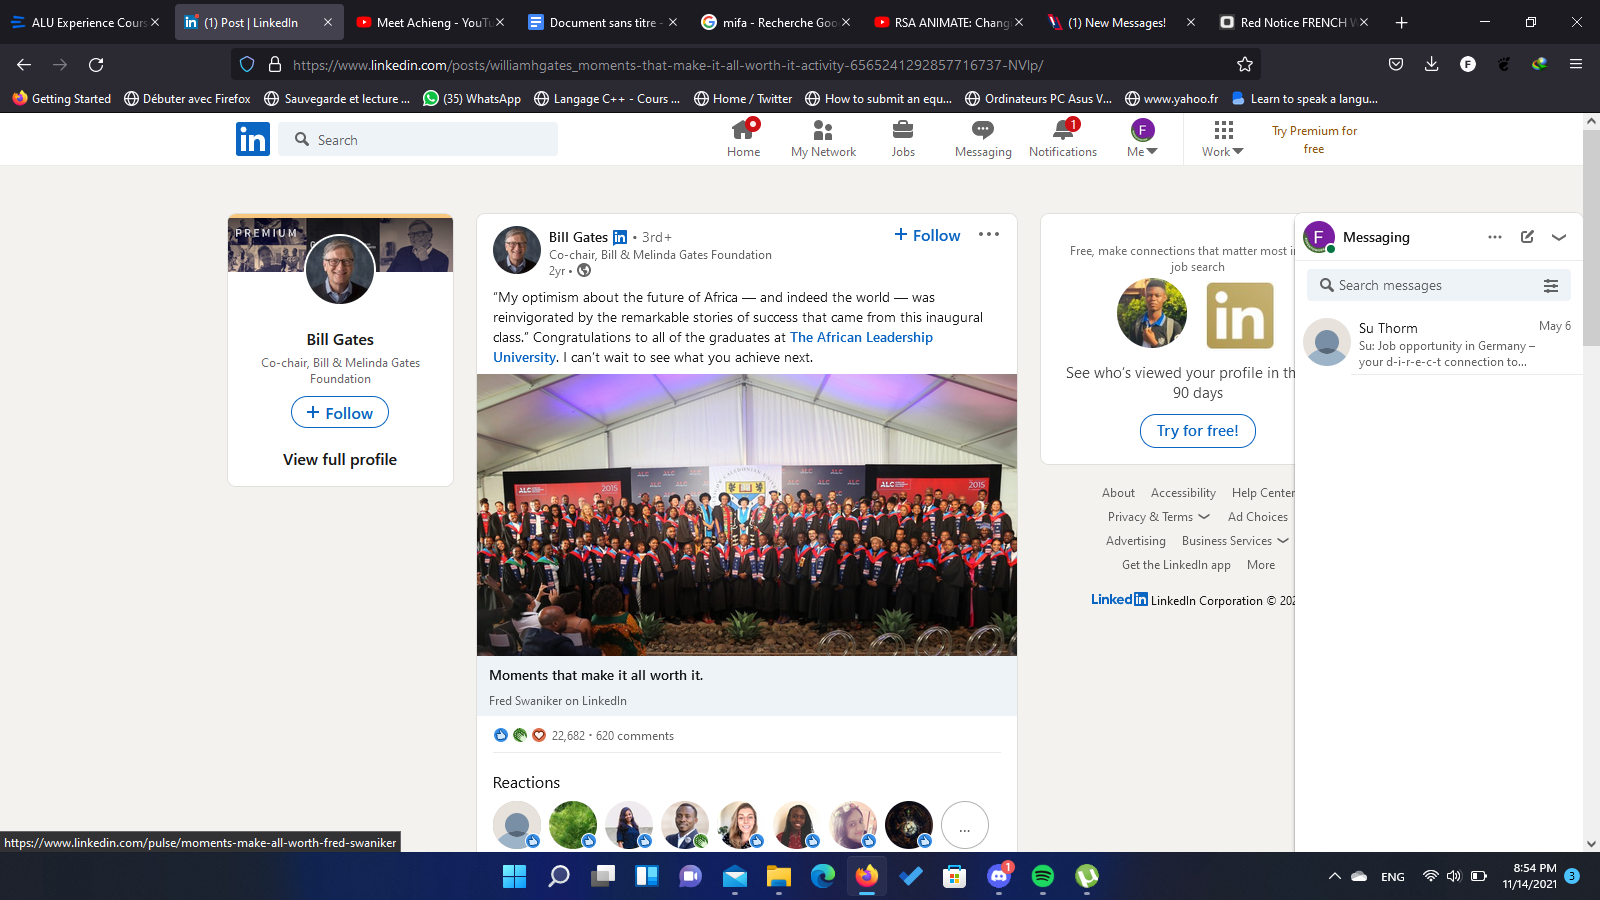 ALU Experience Cours
(1) Post | LinkedIn
Meet Achieng - YouTu
Document sans titre -
mifa - Recherche Goo
RSA ANIMATE: Changi
(1) New Messages!
Red Notice FRENCH W
https://www.linkedin.com/posts/williamhgates_moments-that-make-it-all-worth-it-activity-6565241292857716737-NVlp/
Getting Started
Débuter avec Firefox
Sauvegarde et lecture ...
(35) WhatsApp
Langage C++ - Cours ...
Home / Twitter
How to submit an equ...
Ordinateurs PC Asus V...
www.yahoo.fr
Learn to speak a langu...
in
Search
Home
My Network
Jobs
Messaging
1
Notifications
F
Me
Work
Try Premium for
free
PREMIUM
Bill Gates
Co-chair, Bill & Melinda Gates
Foundation
+ Follow
View full profile
Bill Gates in • 3rd+
Co-chair, Bill & Melinda Gates Foundation
2yr •
+ Follow
“My optimism about the future of Africa — and indeed the world — was
reinvigorated by the remarkable stories of success that came from this inaugural
class.” Congratulations to all of the graduates at The African Leadership
University. I can’t wait to see what you achieve next.
ALC
2015
ALC
2015
Moments that make it all worth it.
Fred Swaniker on LinkedIn
22,682 • 620 comments
Reactions
...
Free, make connections that matter most in
job search
in
See who’s viewed your profile in th
90 days
Try for free!
About Accessibility Help Center
Privacy & Terms Ad Choices
Advertising Business Services
Get the LinkedIn app More
LinkedIn LinkedIn Corporation © 202
F
Messaging
Search messages
Su Thorm
May 6
Su: Job opportunity in Germany –
your d-i-r-e-c-t connection to...
https://www.linkedin.com/pulse/moments-make-all-worth-fred-swaniker
1
ENG
8:54 PM
11/14/2021
3